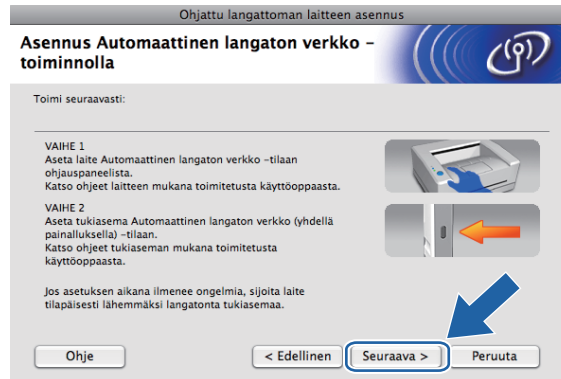 Ohjattu langattoman laitteen asennus
Asennus Automaattinen langaton verkko –
toiminnolla
Toimi seuraavasti:
VAIHE 1
Aseta laite Automaattinen langaton verkko –tilaan
ohjauspaneelista.
Katso ohjeet laitteen mukana toimitetusta käyttöoppaasta.
VAIHE 2
Aseta tukiasema Automaattinen langaton verkko (yhdellä
painalluksella) –tilaan.
Katso ohjeet tukiaseman mukana toimitetusta
käyttöoppaasta.
Jos asetuksen aikana ilmenee ongelmia, sijoita laite
tilapäisesti lähemmäksi langatonta tukiasemaa.
Ohje
< Edellinen
Seuraava >
Peruuta